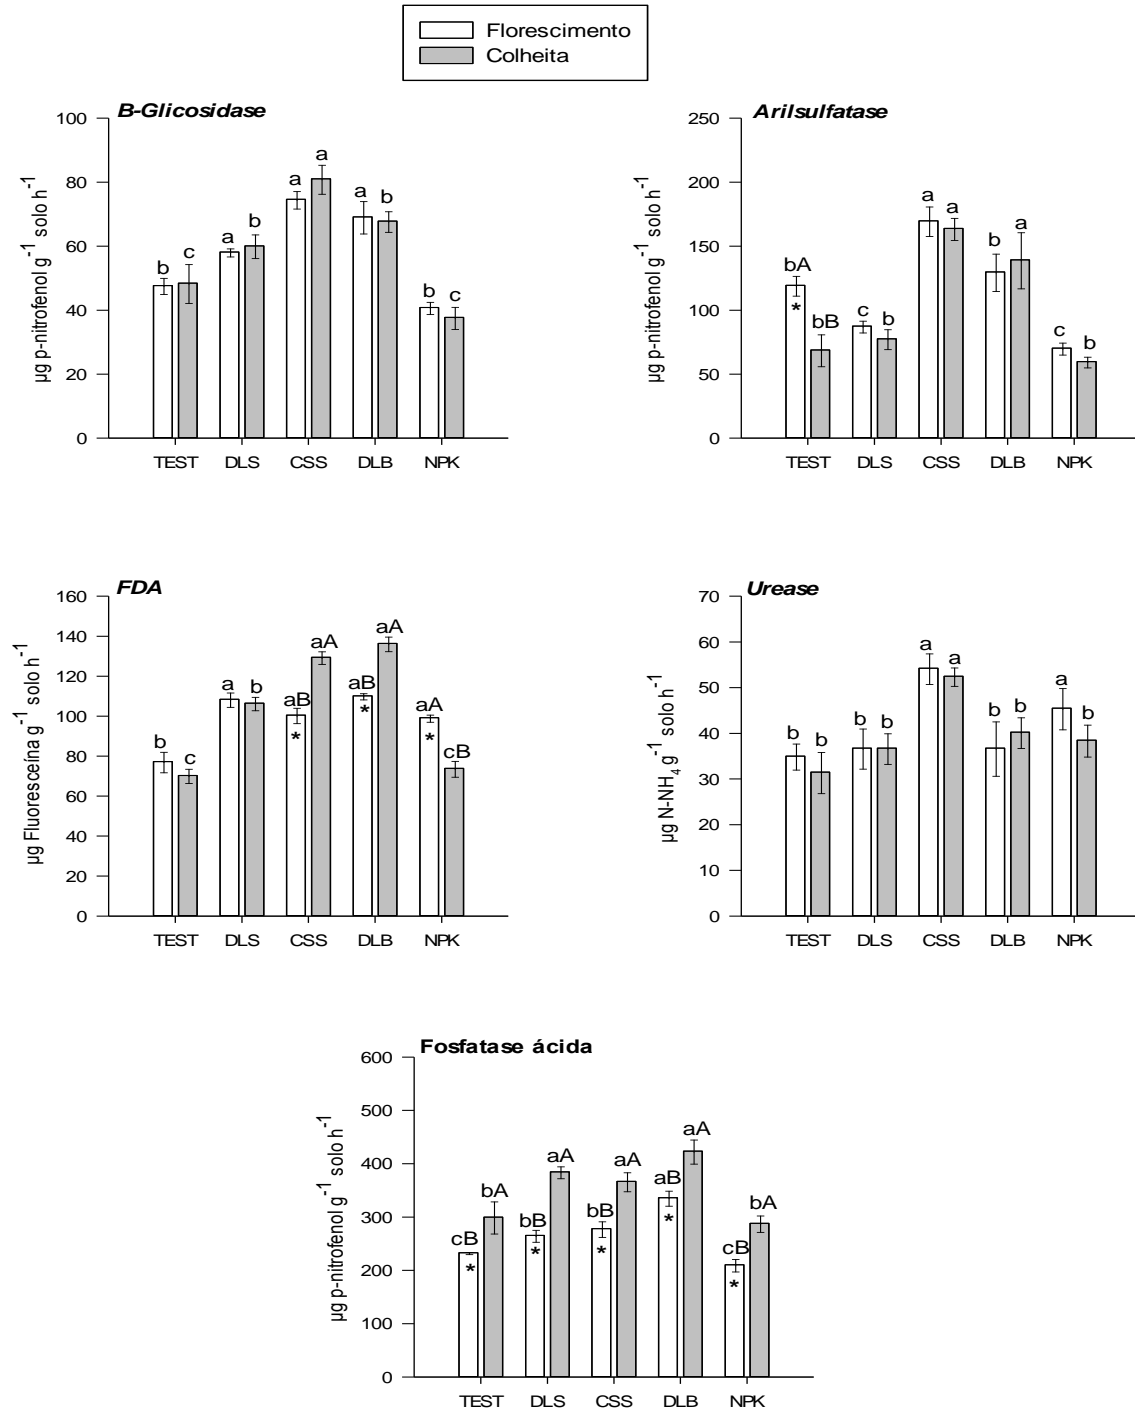 Florescimento
Colheita
B-Glicosidase
µg p-nitrofenol g⁻¹ solo h⁻¹
100
80
60
40
20
0
b c a b a a a b b c
TEST DLS CSS DLB NPK
Arilsulfatase
µg p-nitrofenol g⁻¹ solo h⁻¹
250
200
150
100
50
0
bA bB c b a a b a c b
*
TEST DLS CSS DLB NPK
FDA
µg Fluoresceína g⁻¹ solo h⁻¹
160
140
120
100
80
60
40
20
0
b c a b aB aA aB aA aA cB
* * *
TEST DLS CSS DLB NPK
Urease
µg N-NH₄ g⁻¹ solo h⁻¹
70
60
50
40
30
20
10
0
b b b b a a b b a b
TEST DLS CSS DLB NPK
Fosfatase ácida
µg p-nitrofenol g⁻¹ solo h⁻¹
600
500
400
300
200
100
0
cB bA bB aA bB aA aB aA cB bA
* * * * *
TEST DLS CSS DLB NPK